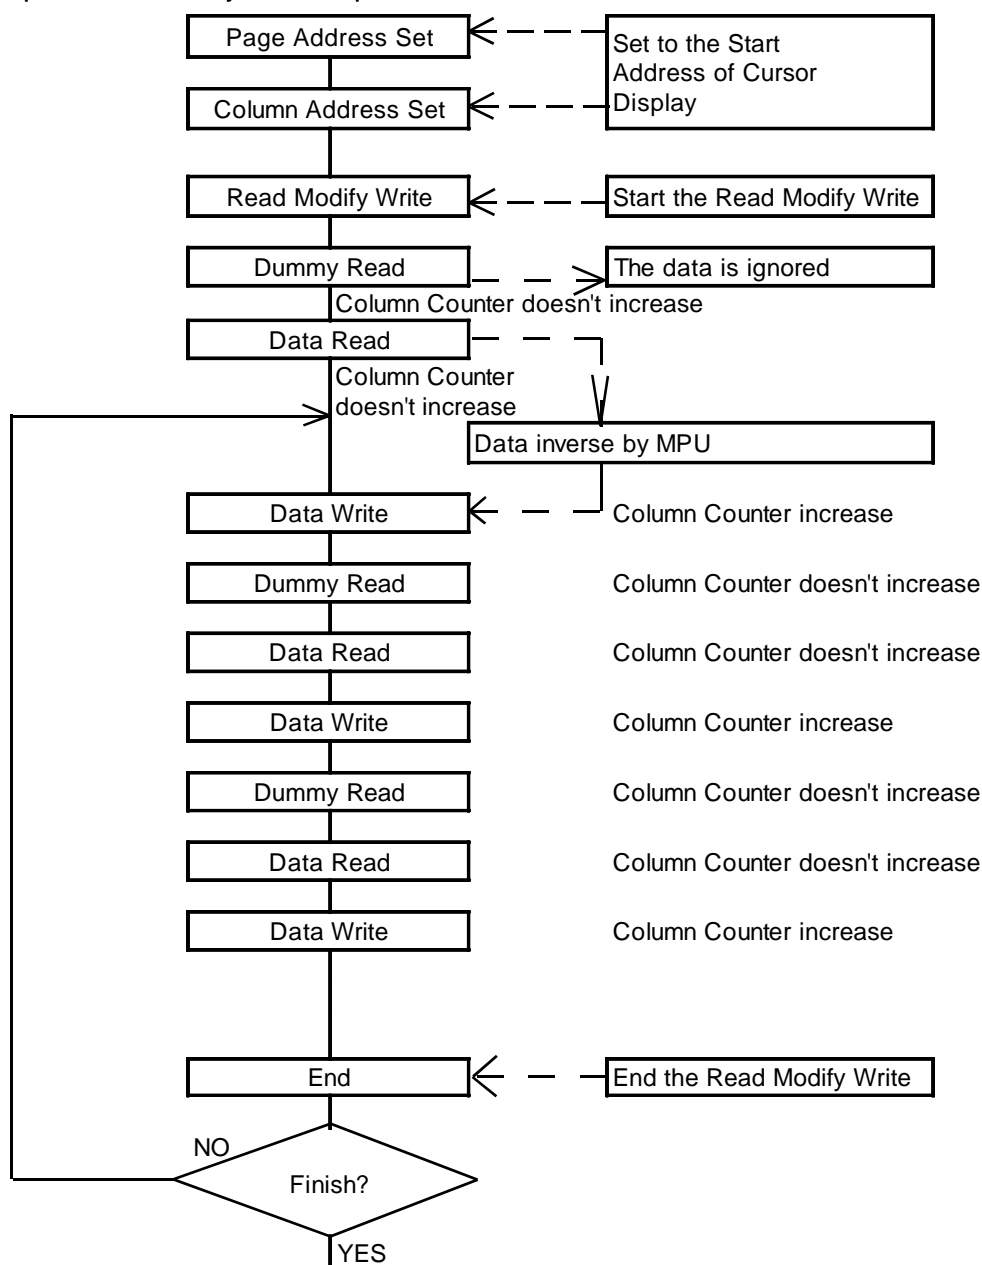 Page Address Set
Set to the Start
Address of Cursor
Display
Column Address Set
Read Modify Write
Start the Read Modify Write
Dummy Read
The data is ignored
Column Counter doesn't increase
Data Read
Column Counter
doesn't increase
Data inverse by MPU
Data Write
Column Counter increase
Dummy Read
Column Counter doesn't increase
Data Read
Column Counter doesn't increase
Data Write
Column Counter increase
Dummy Read
Column Counter doesn't increase
Data Read
Column Counter doesn't increase
Data Write
Column Counter increase
End
End the Read Modify Write
NO
Finish?
YES